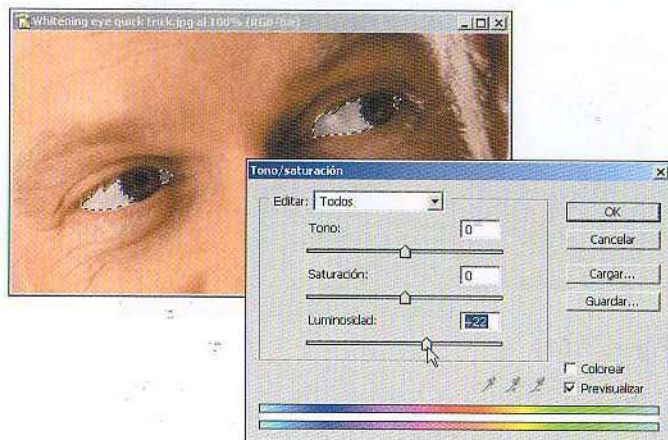 Whitening eye quick trick.jpg al 100% (RGB/8#)
Tono/saturación
Editar: Todos
Tono: 0
Saturación: 0
Luminosidad: +22
OK
Cancelar
Cargar...
Guardar...
Colorear
Previsualizar